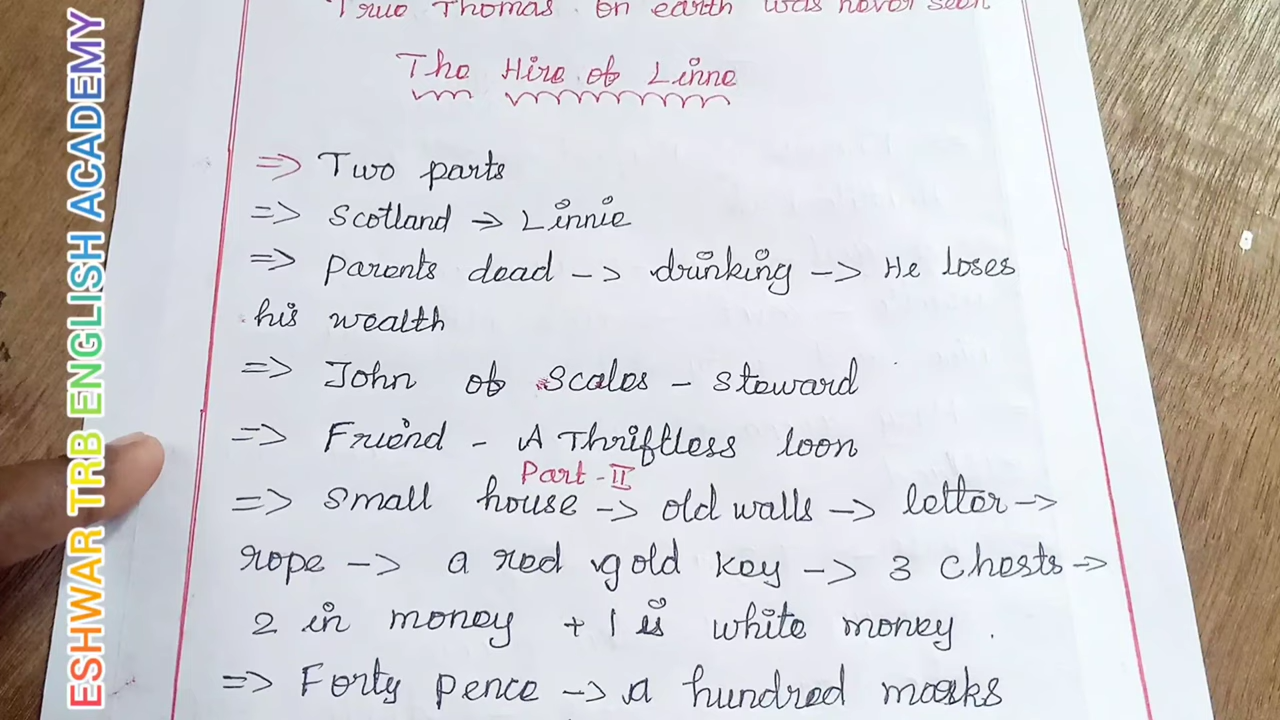 True Thomas on earth was never seen
The Hire of Linne
=> Two parts
=> Scotland -> Linnie
=> Parents dead -> drinking -> He loses
his wealth
=> John of Scales - steward
=> Friend - A Thriftless loon
Part-II
=> small house -> old walls -> letter ->
rope -> a red gold key -> 3 chests ->
2 in money + 1 is white money.
=> Forty pence -> a hundred marks
ESHWAR TRB ENGLISH ACADEMY